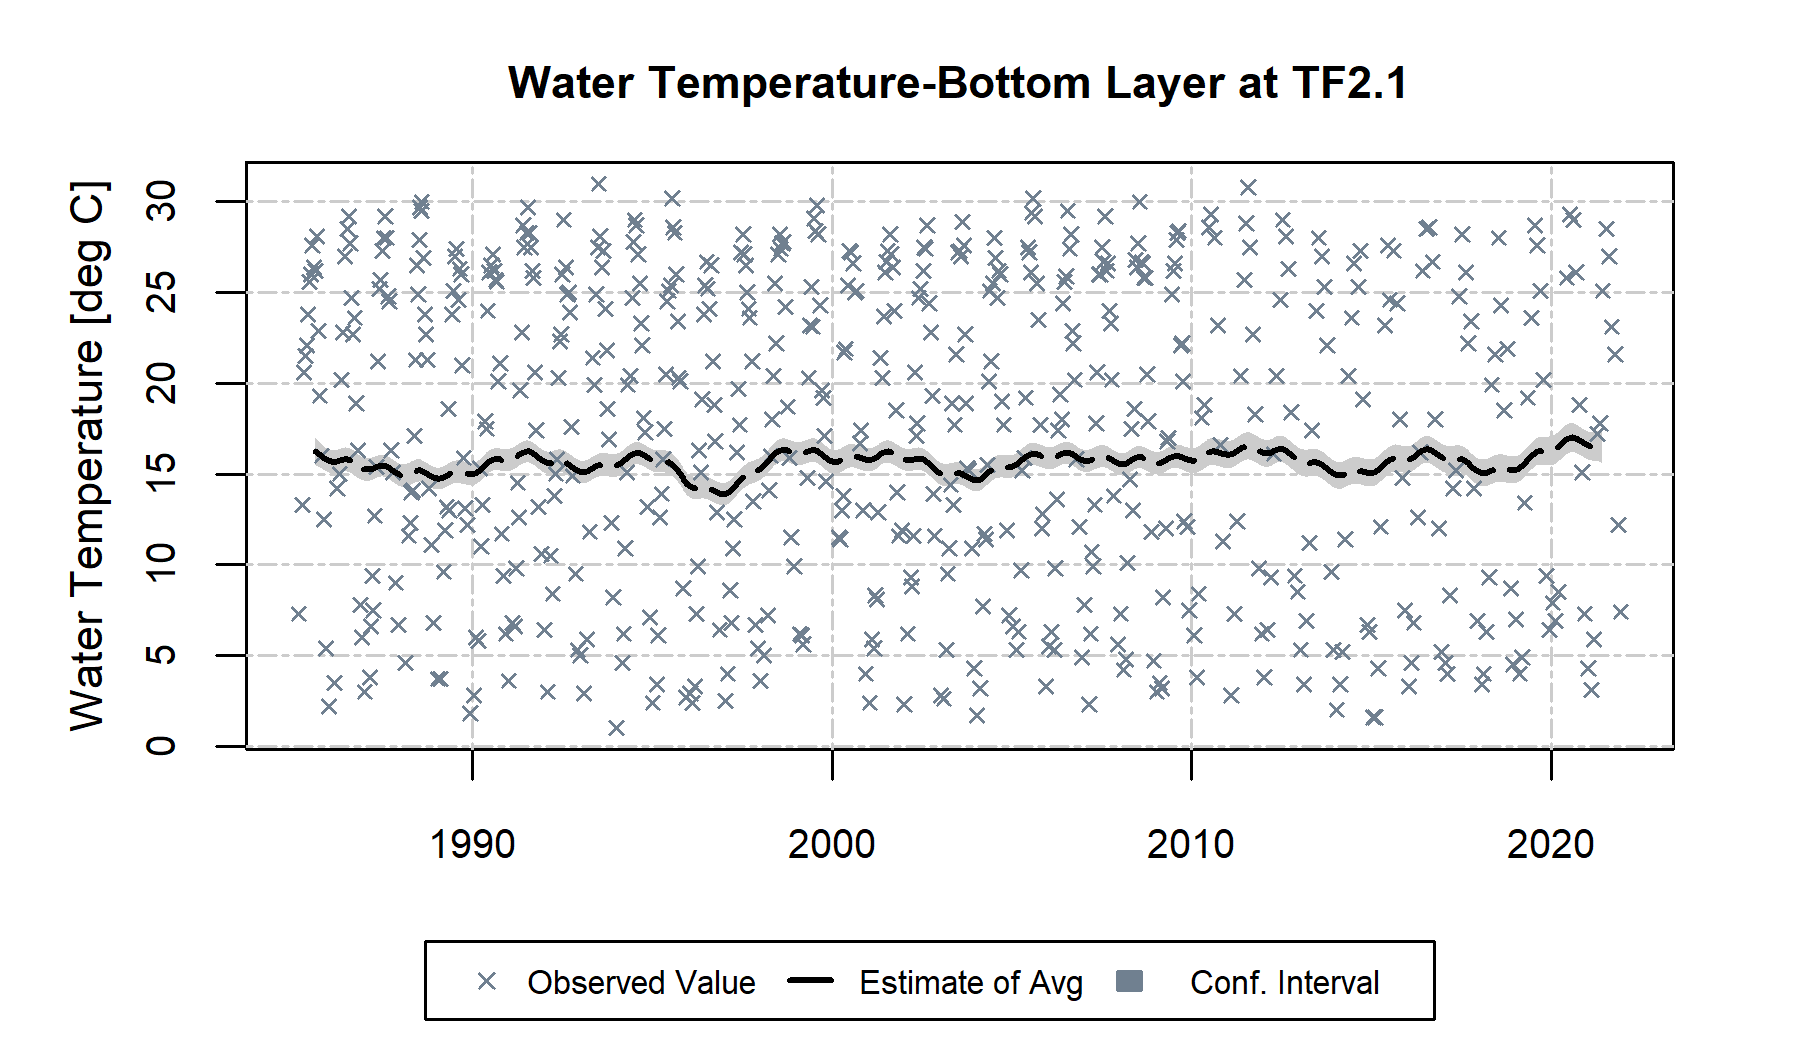 Water Temperature-Bottom Layer at TF2.1
Water Temperature [deg C]
30
25
20
15
10
5
0
1990 2000 2010 2020
Observed Value Estimate of Avg Conf. Interval